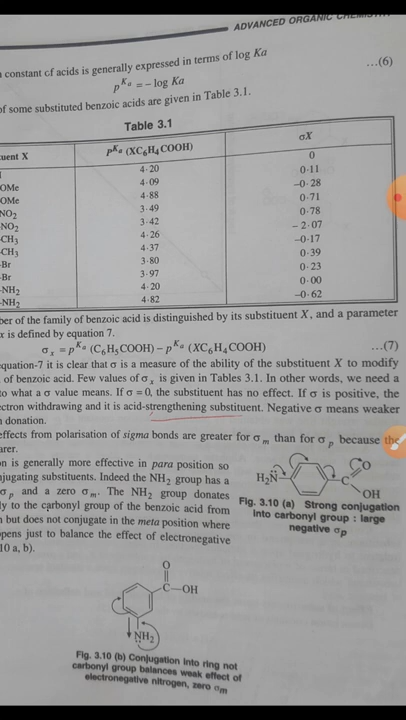 ADVANCED ORGANIC
constant of acids is generally expressed in terms of log Ka
pKa = – log Ka ...(6)
of some substituted benzoic acids are given in Table 3.1.
Table 3.1
uent X pKa (XC6H4COOH) σX
4·20 0
OMe 4·09 0·11
OMe 4·88 –0·28
NO2 3·49 0·71
NO2 3·42 0·78
-CH3 4·26 – 2·07
-CH3 4·37 –0·17
-Br 3·80 0·39
-Br 3·97 0·23
-NH2 4·20 0·00
-NH2 4·82 –0·62
ber of the family of benzoic acid is distinguished by its substituent X, and a parameter
x is defined by equation 7.
σx = pKa (C6H5COOH) – pKa (XC6H4COOH) ...(7)
equation-7 it is clear that σ is a measure of the ability of the substituent X to modify
of benzoic acid. Few values of σx is given in Tables 3.1. In other words, we need a
to what a σ value means. If σ = 0, the substituent has no effect. If σ is positive, the
ectron withdrawing and it is acid-strengthening substituent. Negative σ means weaker
n donation.
effects from polarisation of sigma bonds are greater for σm than for σp because the
arer.
on is generally more effective in para position so
njugating substituents. Indeed the NH2 group has a
σp and a zero σm. The NH2 group donates
ly to the carbonyl group of the benzoic acid from
n but does not conjugate in the meta position where
pens just to balance the effect of electronegative
10 a, b).
H2N C O OH
Fig. 3.10 (a) Strong conjugation
into carbonyl group : large
negative σp
O
C—OH
NH2
Fig. 3.10 (b) Conjugation into ring not
carbonyl group balances weak effect of
electronegative nitrogen, zero σm